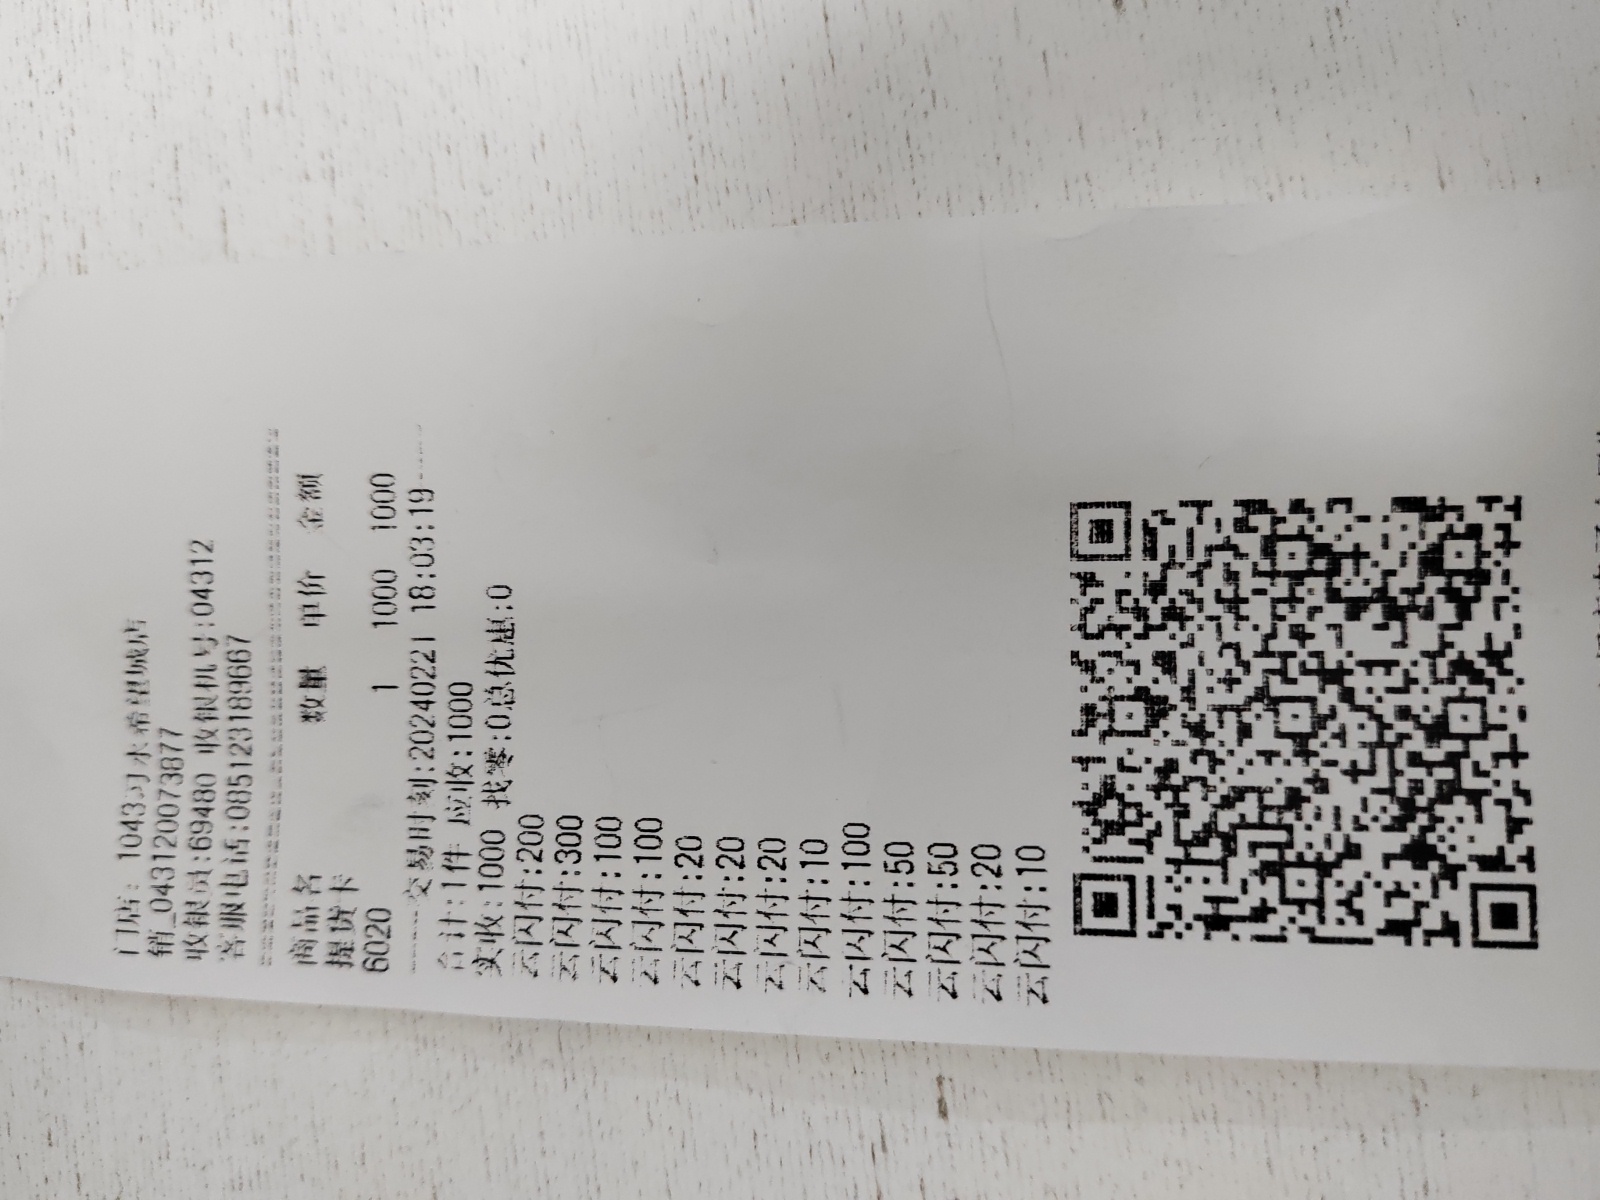 门店: 1043习水希望城店
销_043120073877
收银员:69480 收银机号:04312
客服电话:085123189667
商品名 数量 单价 金额
提货卡
6020 1 1000 1000
------交易时刻:20240221 18:03:19------
合计:1件 应收:1000
实收:1000 找零:0总优惠:0
云闪付:200
云闪付:300
云闪付:100
云闪付:100
云闪付:20
云闪付:20
云闪付:20
云闪付:10
云闪付:100
云闪付:50
云闪付:50
云闪付:20
云闪付:10